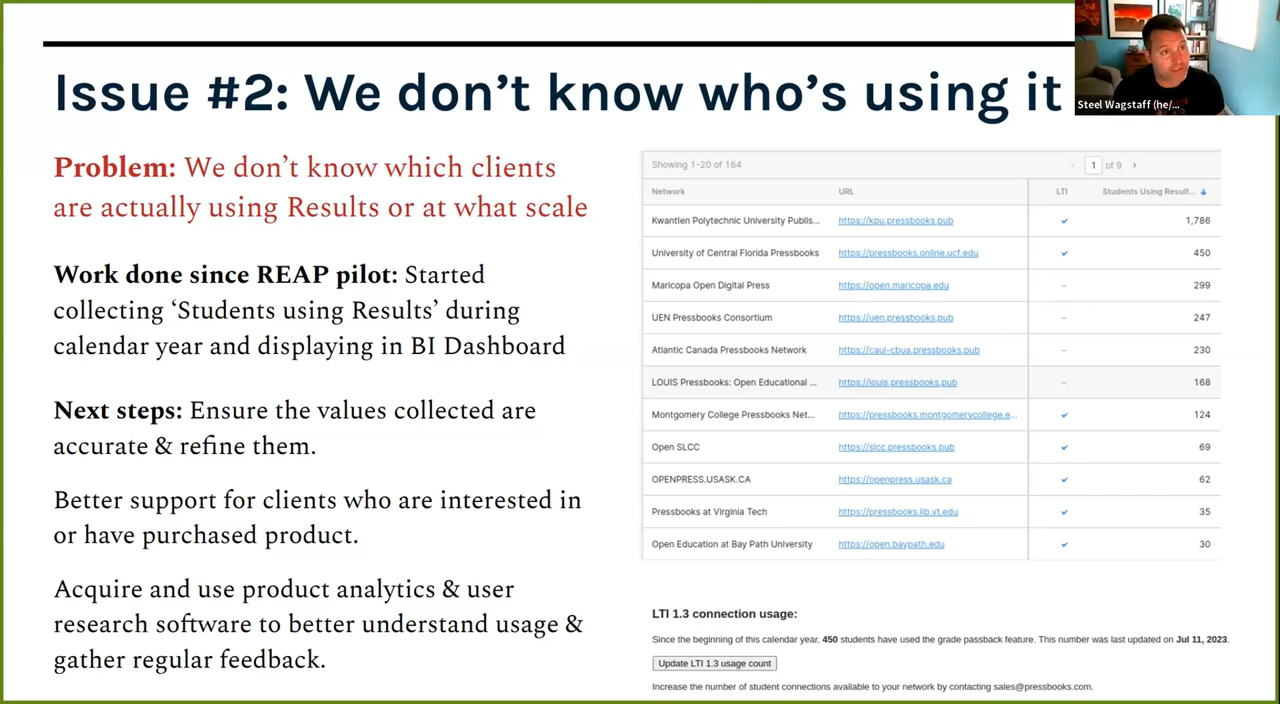 Issue #2: We don't know who's using it
Steel Wagstaff (he/...
Problem: We don't know which clients
are actually using Results or at what scale
Work done since REAP pilot: Started
collecting 'Students using Results' during
calendar year and displaying in BI Dashboard
Next steps: Ensure the values collected are
accurate & refine them.
Better support for clients who are interested in
or have purchased product.
Acquire and use product analytics & user
research software to better understand usage &
gather regular feedback.
Showing 1-20 of 164 1 of 9
Network URL LTI Students Using Result...
Kwantlen Polytechnic University Publis... https://kpu.pressbooks.pub 1,786
University of Central Florida Pressbooks https://pressbooks.online.ucf.edu 450
Maricopa Open Digital Press https://open.maricopa.edu – 299
UEN Pressbooks Consortium https://uen.pressbooks.pub – 247
Atlantic Canada Pressbooks Network https://caul-cbua.pressbooks.pub – 230
LOUIS Pressbooks: Open Educational ... https://louis.pressbooks.pub – 168
Montgomery College Pressbooks Net... https://pressbooks.montgomerycollege.e... 124
Open SLCC https://slcc.pressbooks.pub 69
OPENPRESS.USASK.CA https://openpress.usask.ca 62
Pressbooks at Virginia Tech https://pressbooks.lib.vt.edu 35
Open Education at Bay Path University https://open.baypath.edu 30
LTI 1.3 connection usage:
Since the beginning of this calendar year, 450 students have used the grade passback feature. This number was last updated on Jul 11, 2023.
Update LTI 1.3 usage count
Increase the number of student connections available to your network by contacting sales@pressbooks.com.